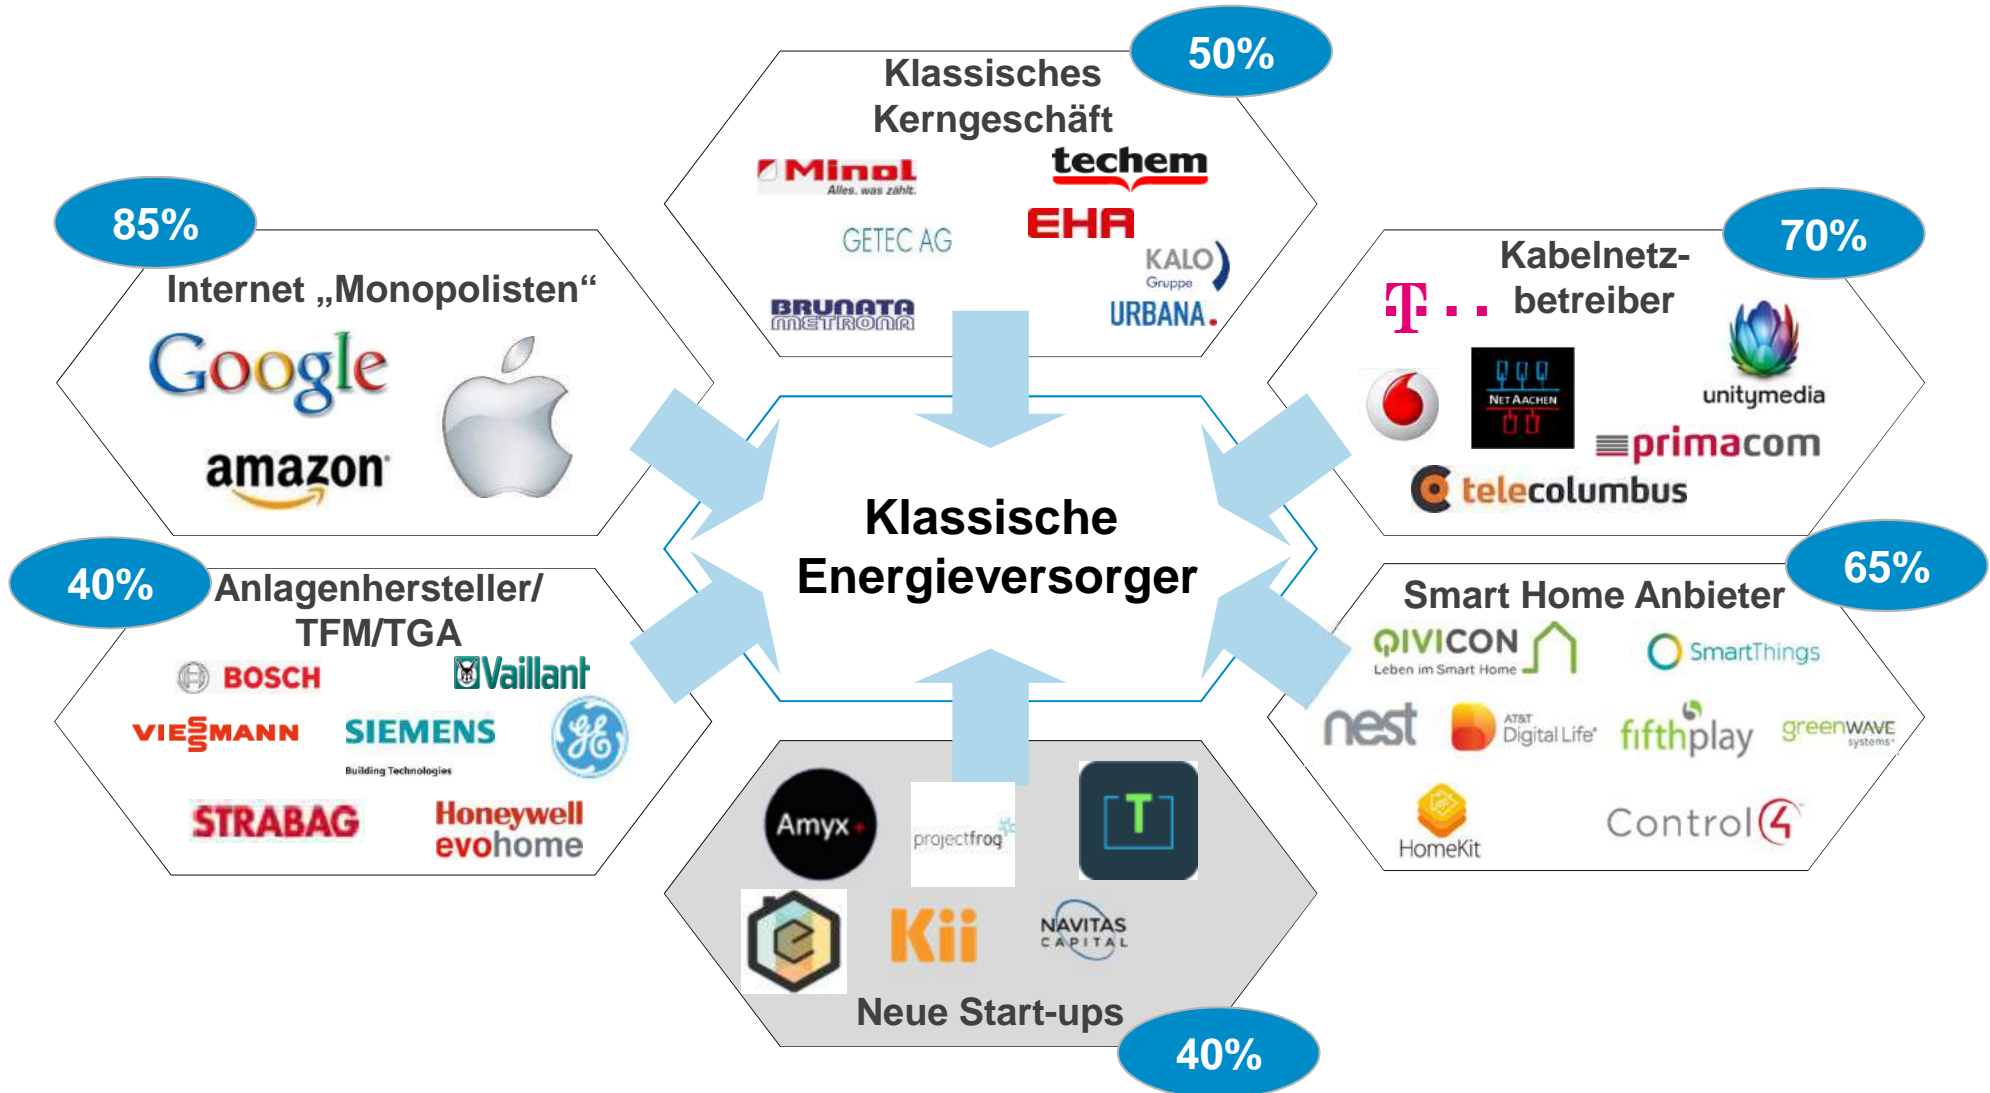 50%
Klassisches
Kerngeschäft
Minol
Alles. was zählt.
techem
GETEC AG
EHA
KALO
Gruppe
BRUNATA
METRONA
URBANA.
85%
Internet „Monopolisten“
Google
amazon
70%
Kabelnetz-
betreiber
T . .
NETAACHEN
unitymedia
primacom
telecolumbus
Klassische
Energieversorger
40%
Anlagenhersteller/
TFM/TGA
BOSCH
Vaillant
VIESSMANN
SIEMENS
Building Technologies
GE
STRABAG
Honeywell
evohome
65%
Smart Home Anbieter
QIVICON
Leben im Smart Home
SmartThings
nest
AT&T
Digital Life
fifthplay
greenwave
systems
HomeKit
Control4
Amyx+
projectfrog
[T]
e
Kii
NAVITAS
CAPITAL
Neue Start-ups
40%